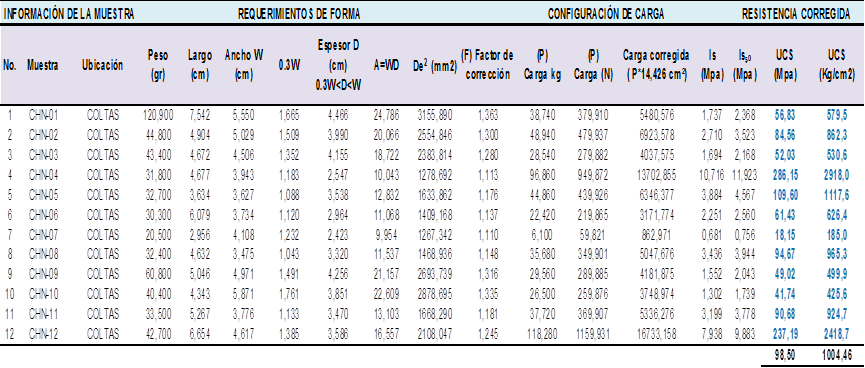 INFORMACIÓN DE LA MUESTRA REQUERIMIENTOS DE FORMA CONFIGURACIÓN DE CARGA RESISTENCIA CORREGIDA
No. Muestra Ubicación Peso (gr) Largo (cm) Ancho W (cm) 0.3W Espesor D (cm) 0.3W<D<W A=WD De² (mm2) (F) Factor de corrección (P) Carga kg (P) Carga (N) Carga corregida ( P*14,426 cm²) Is (Mpa) Is₅₀ (Mpa) UCS (Mpa) UCS (Kg/cm2)
1 CHN-01 COLTAS 120,900 7,542 5,550 1,665 4,466 24,786 3155,890 1,363 38,740 379,910 5480,576 1,737 2,368 56,83 579,5
2 CHN-02 COLTAS 44,800 4,904 5,029 1,509 3,990 20,066 2554,846 1,300 48,940 479,937 6923,578 2,710 3,523 84,56 862,3
3 CHN-03 COLTAS 43,400 4,672 4,506 1,352 4,155 18,722 2383,814 1,280 28,540 279,882 4037,575 1,694 2,168 52,03 530,6
4 CHN-04 COLTAS 31,800 4,677 3,943 1,183 2,547 10,043 1278,692 1,113 96,860 949,872 13702,855 10,716 11,923 286,15 2918,0
5 CHN-05 COLTAS 32,700 3,634 3,627 1,088 3,538 12,832 1633,862 1,176 44,860 439,926 6346,377 3,884 4,567 109,60 1117,6
6 CHN-06 COLTAS 30,300 6,079 3,734 1,120 2,964 11,068 1409,168 1,137 22,420 219,865 3171,774 2,251 2,560 61,43 626,4
7 CHN-07 COLTAS 20,500 2,956 4,108 1,232 2,423 9,954 1267,342 1,110 6,100 59,821 862,971 0,681 0,756 18,15 185,0
8 CHN-08 COLTAS 32,400 4,632 3,475 1,043 3,320 11,537 1468,936 1,148 35,680 349,901 5047,676 3,436 3,944 94,67 965,3
9 CHN-09 COLTAS 60,800 5,046 4,971 1,491 4,256 21,157 2693,739 1,316 29,560 289,885 4181,875 1,552 2,043 49,02 499,9
10 CHN-10 COLTAS 40,400 4,343 5,871 1,761 3,851 22,609 2878,695 1,335 26,500 259,876 3748,974 1,302 1,739 41,74 425,6
11 CHN-11 COLTAS 33,500 5,267 3,776 1,133 3,470 13,103 1668,290 1,181 37,720 369,907 5336,276 3,199 3,778 90,68 924,7
12 CHN-12 COLTAS 42,700 6,654 4,617 1,385 3,586 16,557 2108,047 1,245 118,280 1159,931 16733,158 7,938 9,883 237,19 2418,7
98,50 1004,46